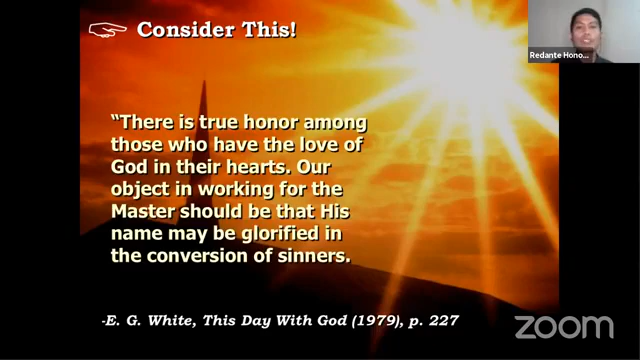 Consider This!
Redante Hono...
“There is true honor among
those who have the love of
God in their hearts. Our
object in working for the
Master should be that His
name may be glorified in
the conversion of sinners.
-E. G. White, This Day With God (1979), p. 227
zoom